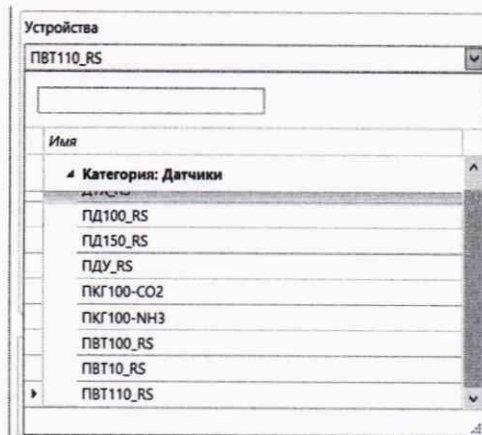 Устройства
ПВТ110_RS
Имя
Категория: Датчики
ПД100_RS
ПД150_RS
ПДУ_RS
ПКГ100-CO2
ПКГ100-NH3
ПВТ100_RS
ПВТ10_RS
ПВТ110_RS